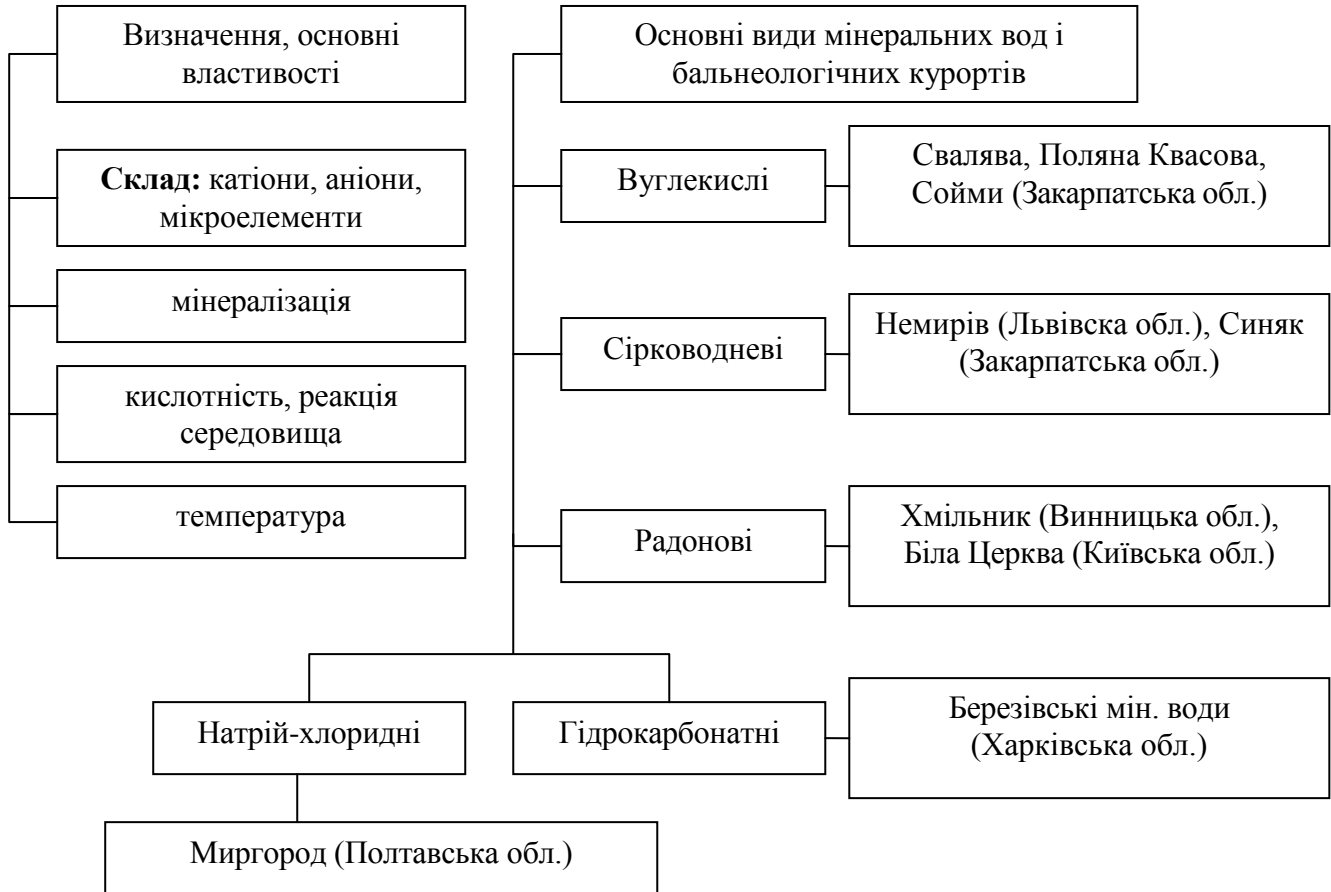 Визначення, основні
властивості
Склад: катіони, аніони,
мікроелементи
мінералізація
кислотність, реакція
середовища
температура
Основні види мінеральних вод і
бальнеологічних курортів
Вуглекислі
Свалява, Поляна Квасова,
Сойми (Закарпатська обл.)
Сірководневі
Немирів (Львівска обл.), Синяк
(Закарпатська обл.)
Радонові
Хмільник (Винницька обл.),
Біла Церква (Київська обл.)
Натрій-хлоридні
Гідрокарбонатні
Березівські мін. води
(Харківська обл.)
Миргород (Полтавська обл.)